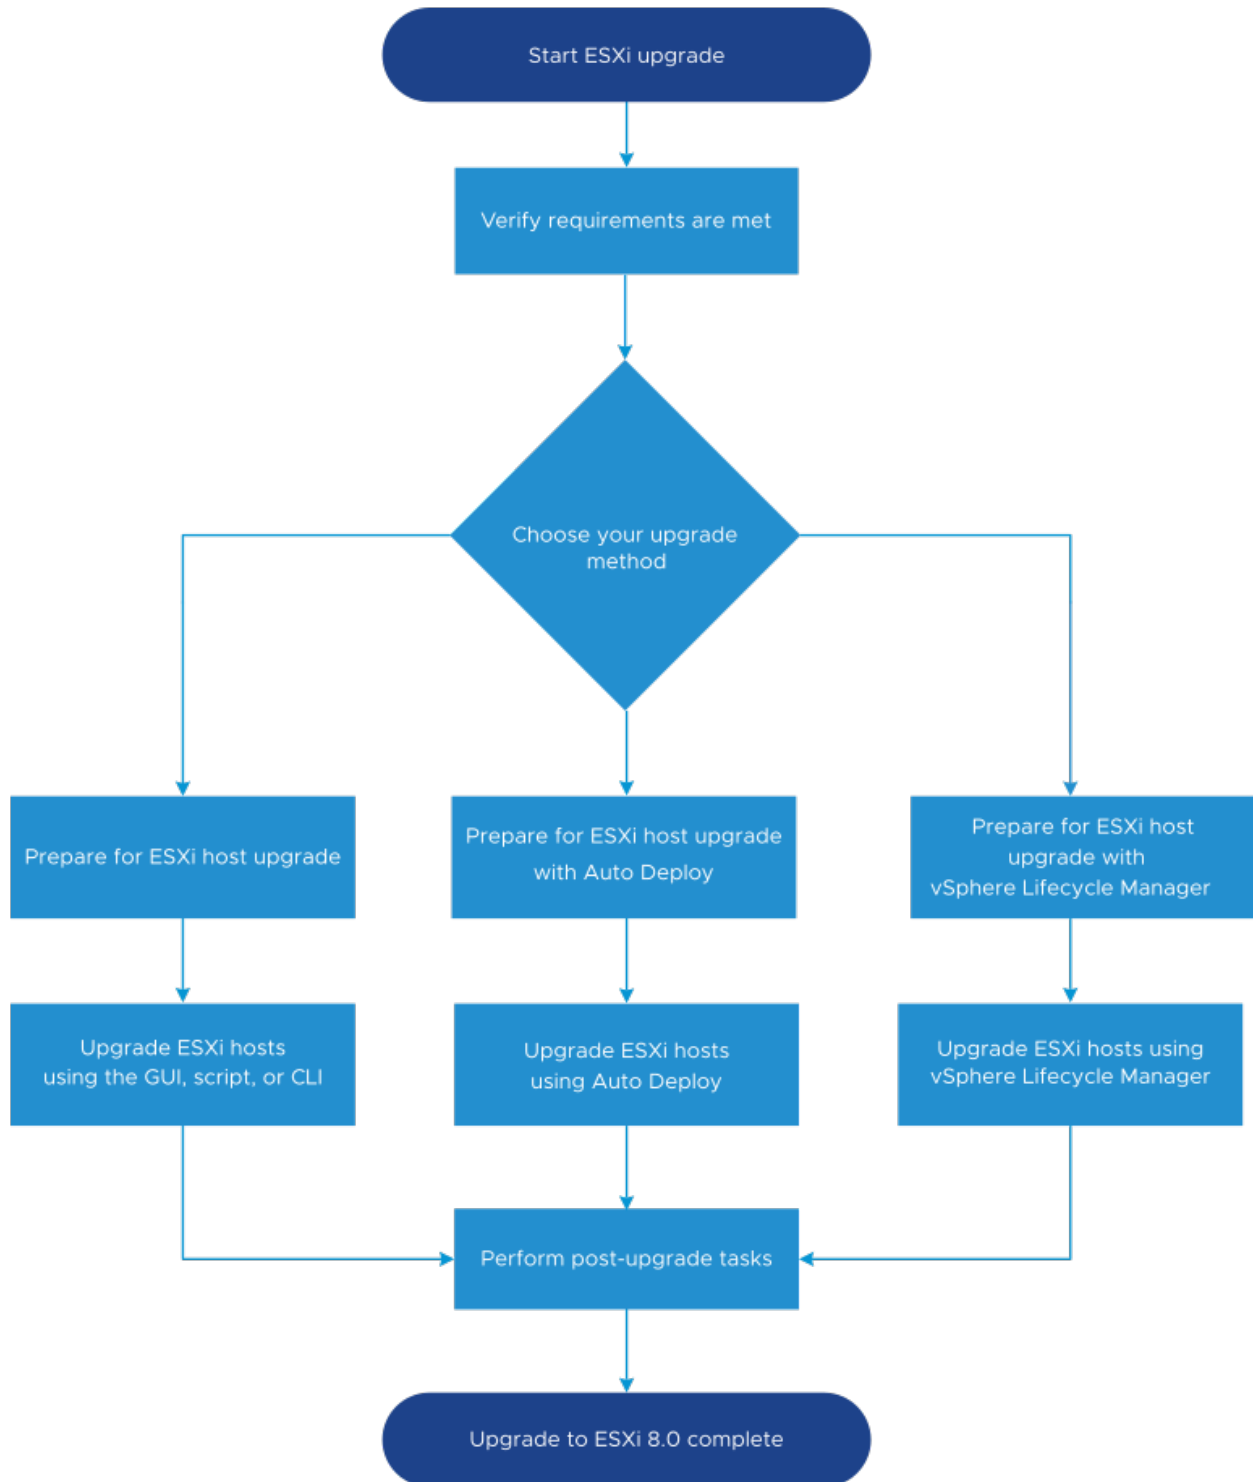 Start ESXi upgrade
Verify requirements are met
Choose your upgrade
method
Prepare for ESXi host upgrade
Prepare for ESXi host upgrade
with Auto Deploy
Prepare for ESXi host
upgrade with
vSphere Lifecycle Manager
Upgrade ESXi hosts
using the GUI, script, or CLI
Upgrade ESXi hosts
using Auto Deploy
Upgrade ESXi hosts using
vSphere Lifecycle Manager
Perform post-upgrade tasks
Upgrade to ESXi 8.0 complete